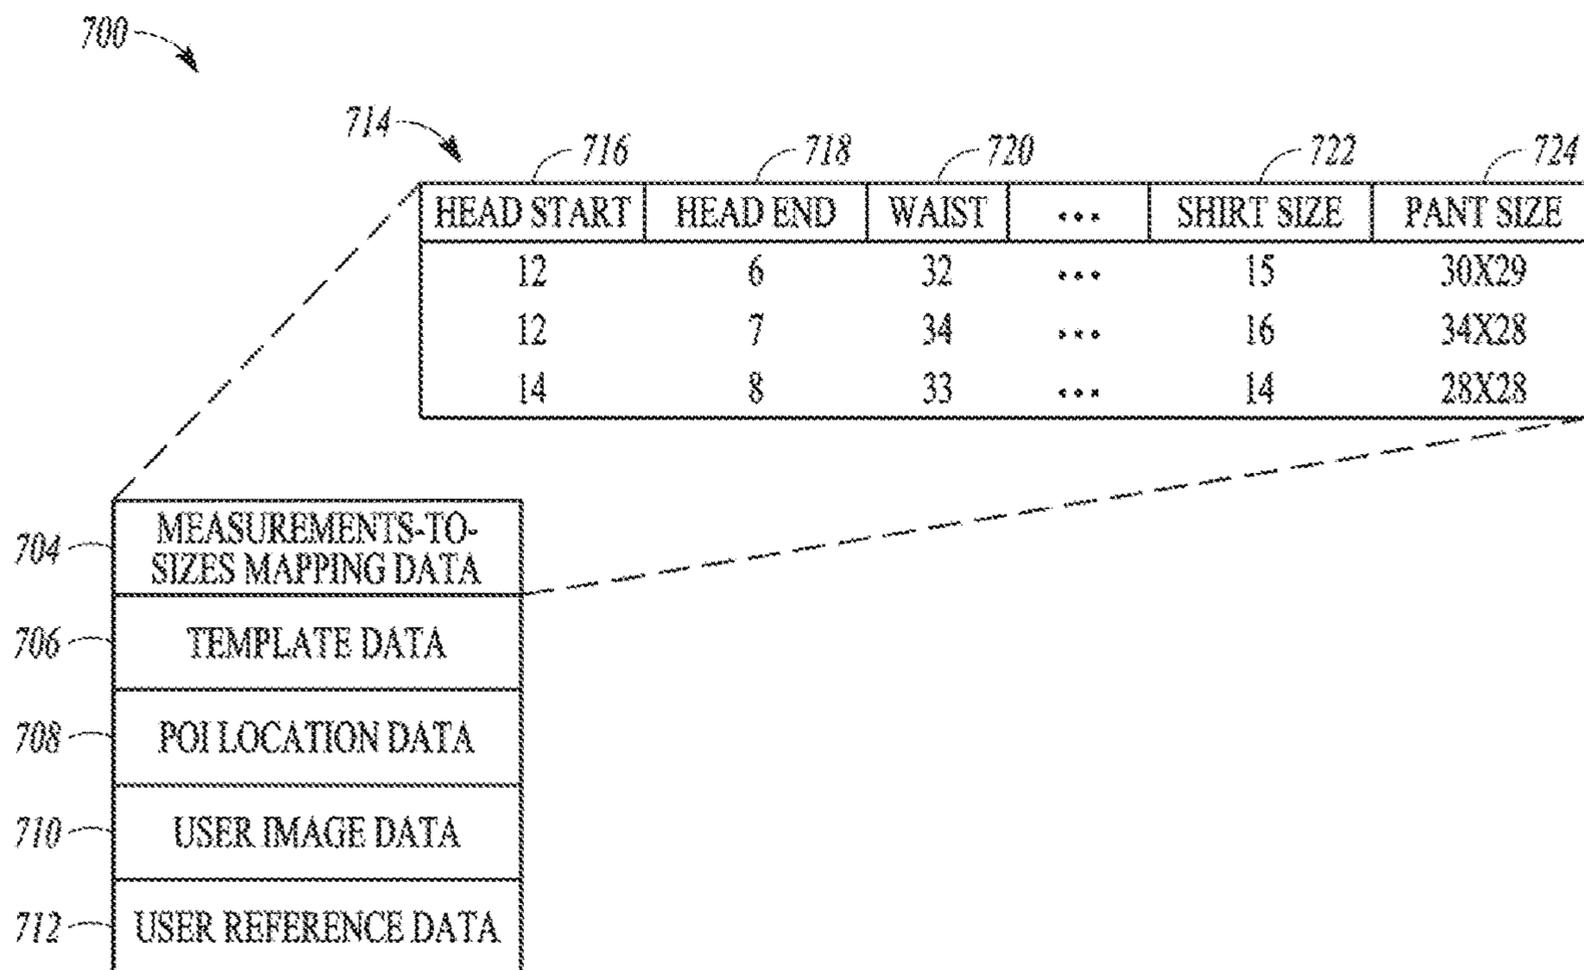 700
714
716 718 720 722 724
HEAD START HEAD END WAIST ••• SHIRT SIZE PANT SIZE
12 6 32 ••• 15 30X29
12 7 34 ••• 16 34X28
14 8 33 ••• 14 28X28
704 MEASUREMENTS-TO-
SIZES MAPPING DATA
706 TEMPLATE DATA
708 POI LOCATION DATA
710 USER IMAGE DATA
712 USER REFERENCE DATA